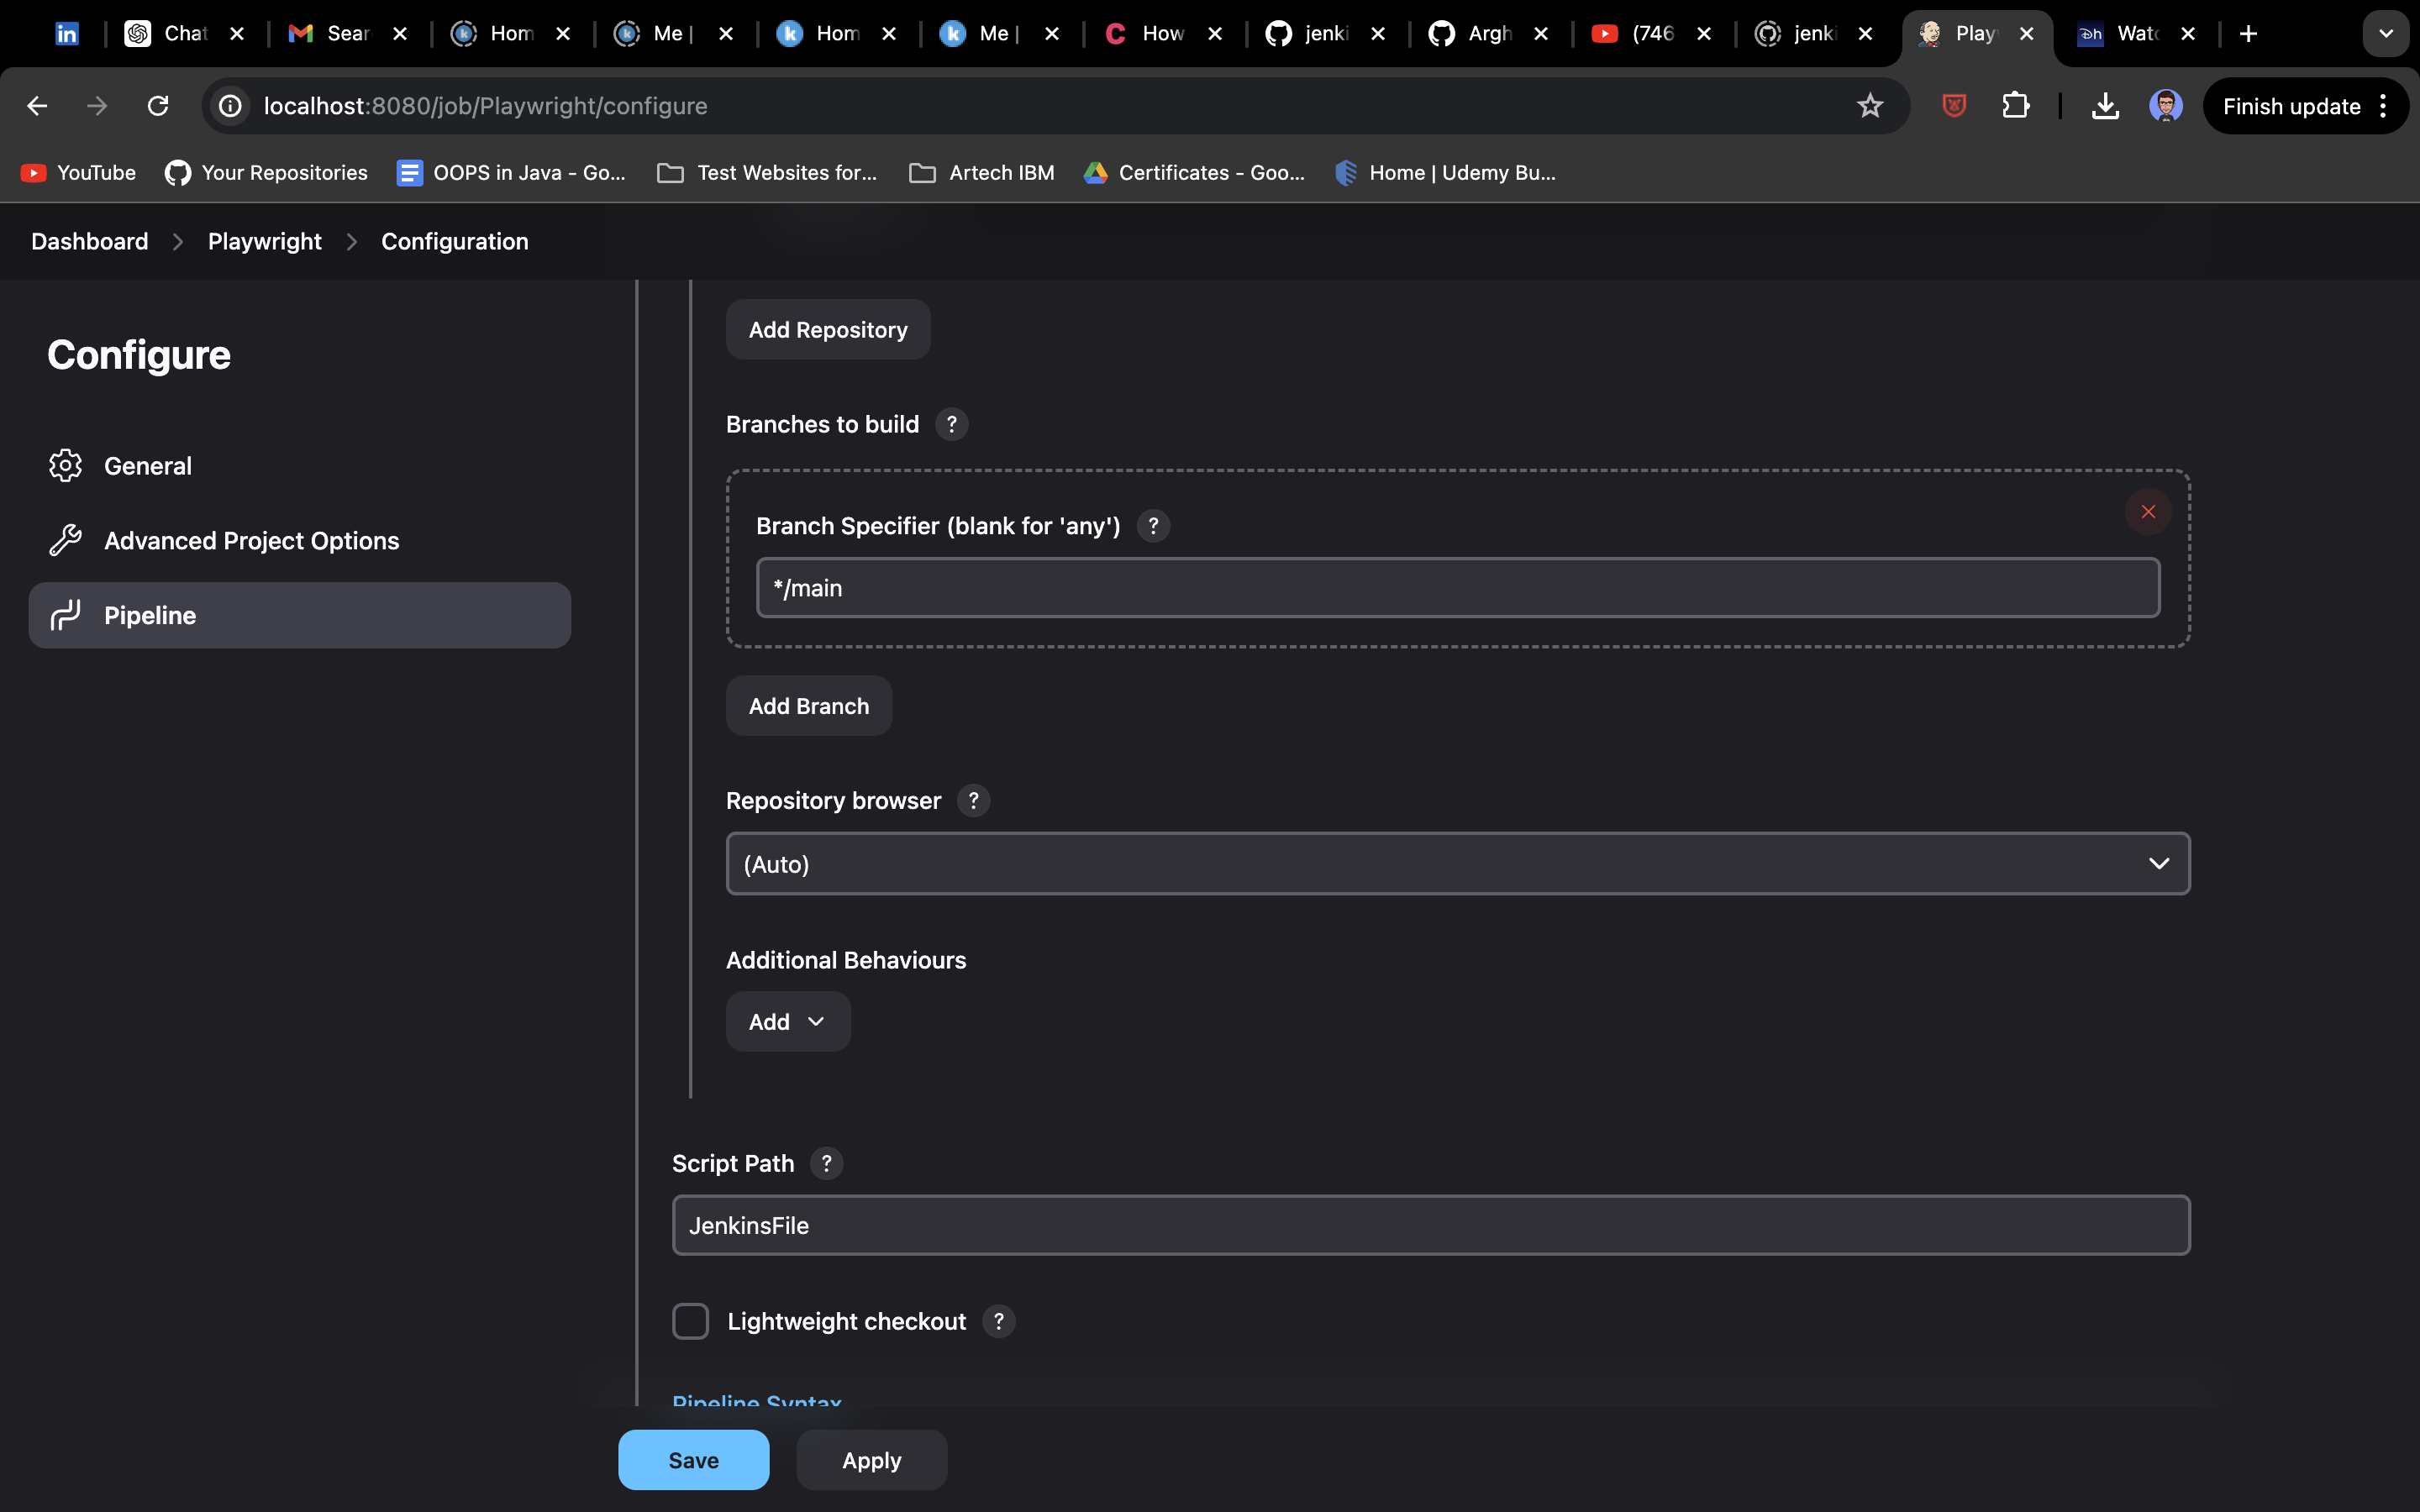 Chat
Sear
Hom
Me |
Hom
Me |
How
jenki
Argh
(746
jenki
Play
Wato
localhost:8080/job/Playwright/configure
Finish update
YouTube
Your Repositories
OOPS in Java - Go...
Test Websites for...
Artech IBM
Certificates - Goo...
Home | Udemy Bu...
Dashboard
Playwright
Configuration
Configure
General
Advanced Project Options
Pipeline
Add Repository
Branches to build ?
Branch Specifier (blank for 'any') ?
*/main
Add Branch
Repository browser ?
(Auto)
Additional Behaviours
Add
Script Path ?
JenkinsFile
Lightweight checkout ?
Pipeline Syntax
Save
Apply